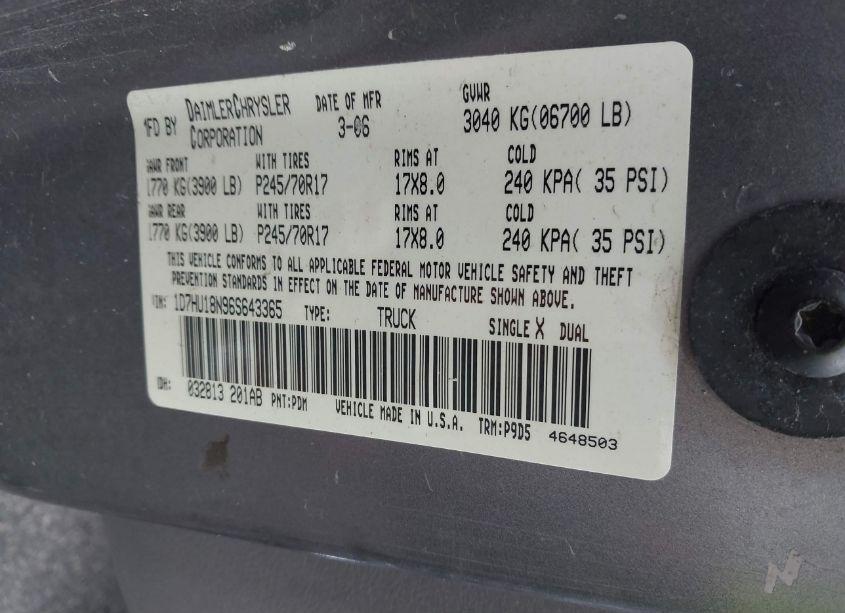 MFD BY DAIMLERCHRYSLER CORPORATION DATE OF MFR 3-06 GVWR 3040 KG(06700 LB)
GAWR FRONT WITH TIRES RIMS AT COLD
1770 KG(3900 LB) P245/70R17 17X8.0 240 KPA( 35 PSI)
GAWR REAR WITH TIRES RIMS AT COLD
1770 KG(3900 LB) P245/70R17 17X8.0 240 KPA( 35 PSI)
THIS VEHICLE CONFORMS TO ALL APPLICABLE FEDERAL MOTOR VEHICLE SAFETY AND THEFT
PREVENTION STANDARDS IN EFFECT ON THE DATE OF MANUFACTURE SHOWN ABOVE.
VIN: 1D7HU18N96S643365 TYPE: TRUCK SINGLE X DUAL
032813 201AB PNT:PDM VEHICLE MADE IN U.S.A. TRM:P9D5 4648503